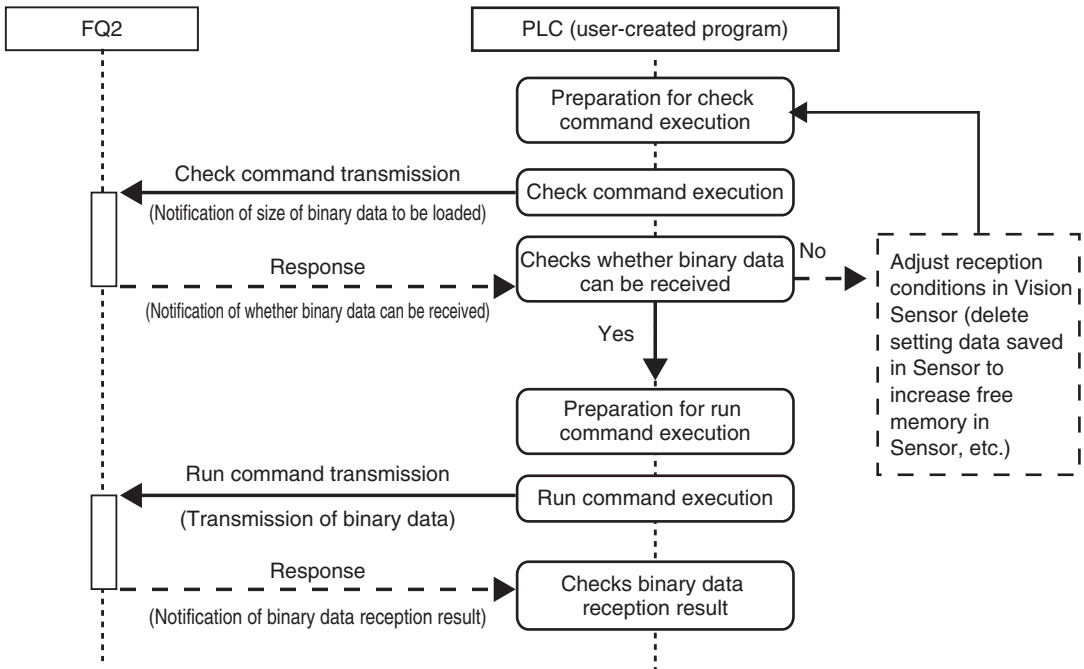 FQ2
PLC (user-created program)
Preparation for check
command execution
Check command transmission
(Notification of size of binary data to be loaded)
Check command execution
Response
(Notification of whether binary data can be received)
Checks whether binary data
can be received
No
Yes
Adjust reception
conditions in Vision
Sensor (delete
setting data saved
in Sensor to
increase free
memory in
Sensor, etc.)
Preparation for run
command execution
Run command transmission
(Transmission of binary data)
Run command execution
Response
(Notification of binary data reception result)
Checks binary data
reception result